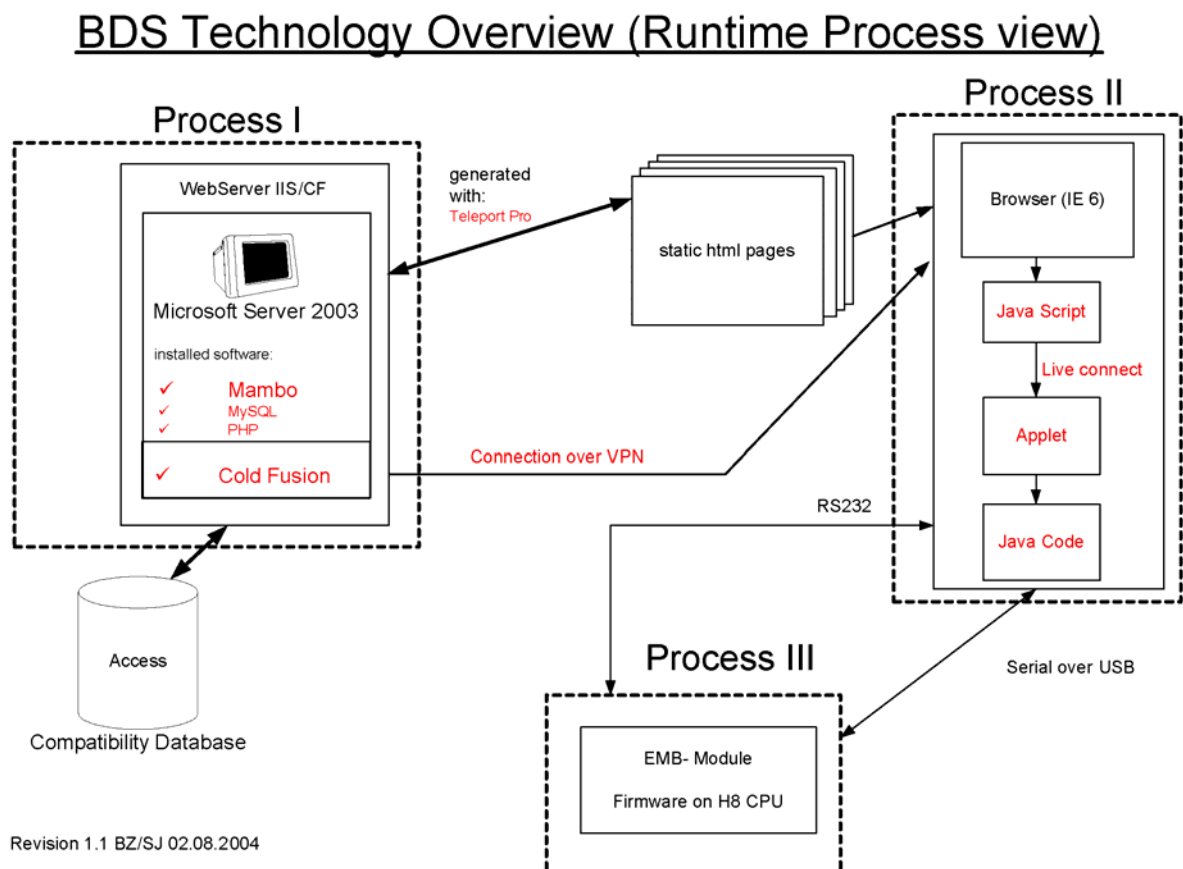 BDS Technology Overview (Runtime Process view)
Process I
WebServer IIS/CF
Microsoft Server 2003
installed software:
✓ Mambo
✓ MySQL
✓ PHP
✓ Cold Fusion
Access
Compatibility Database
generated
with:
Teleport Pro
static html pages
Connection over VPN
Process II
Browser (IE 6)
Java Script
Live connect
Applet
Java Code
RS232
Serial over USB
Process III
EMB- Module
Firmware on H8 CPU
Revision 1.1 BZ/SJ 02.08.2004